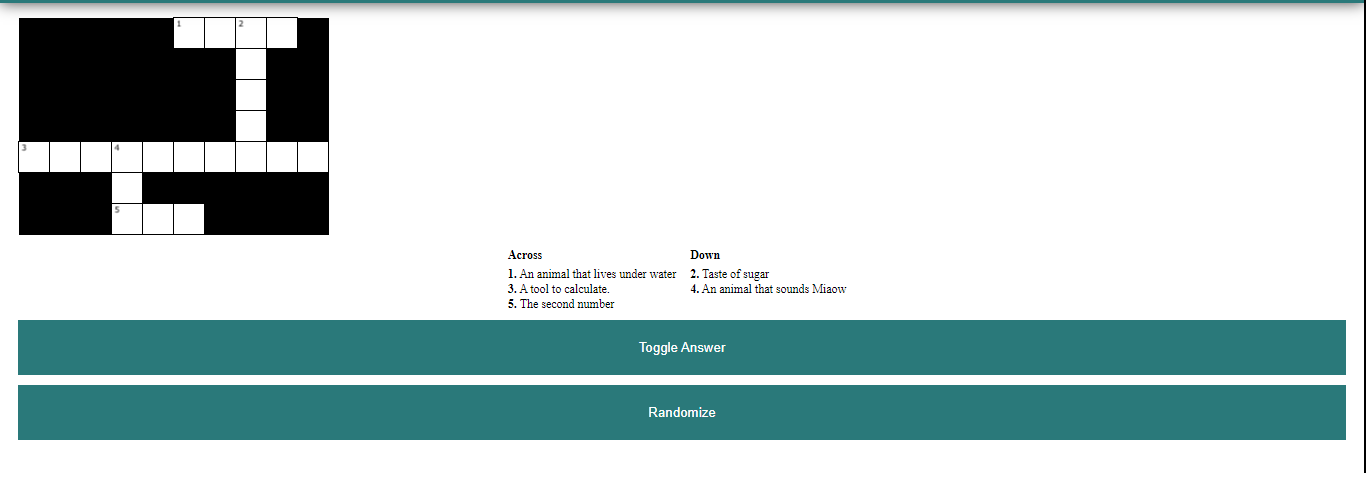 1 2
3 4
5
Across
1. An animal that lives under water
3. A tool to calculate.
5. The second number
Down
2. Taste of sugar
4. An animal that sounds Miaow
Toggle Answer
Randomize